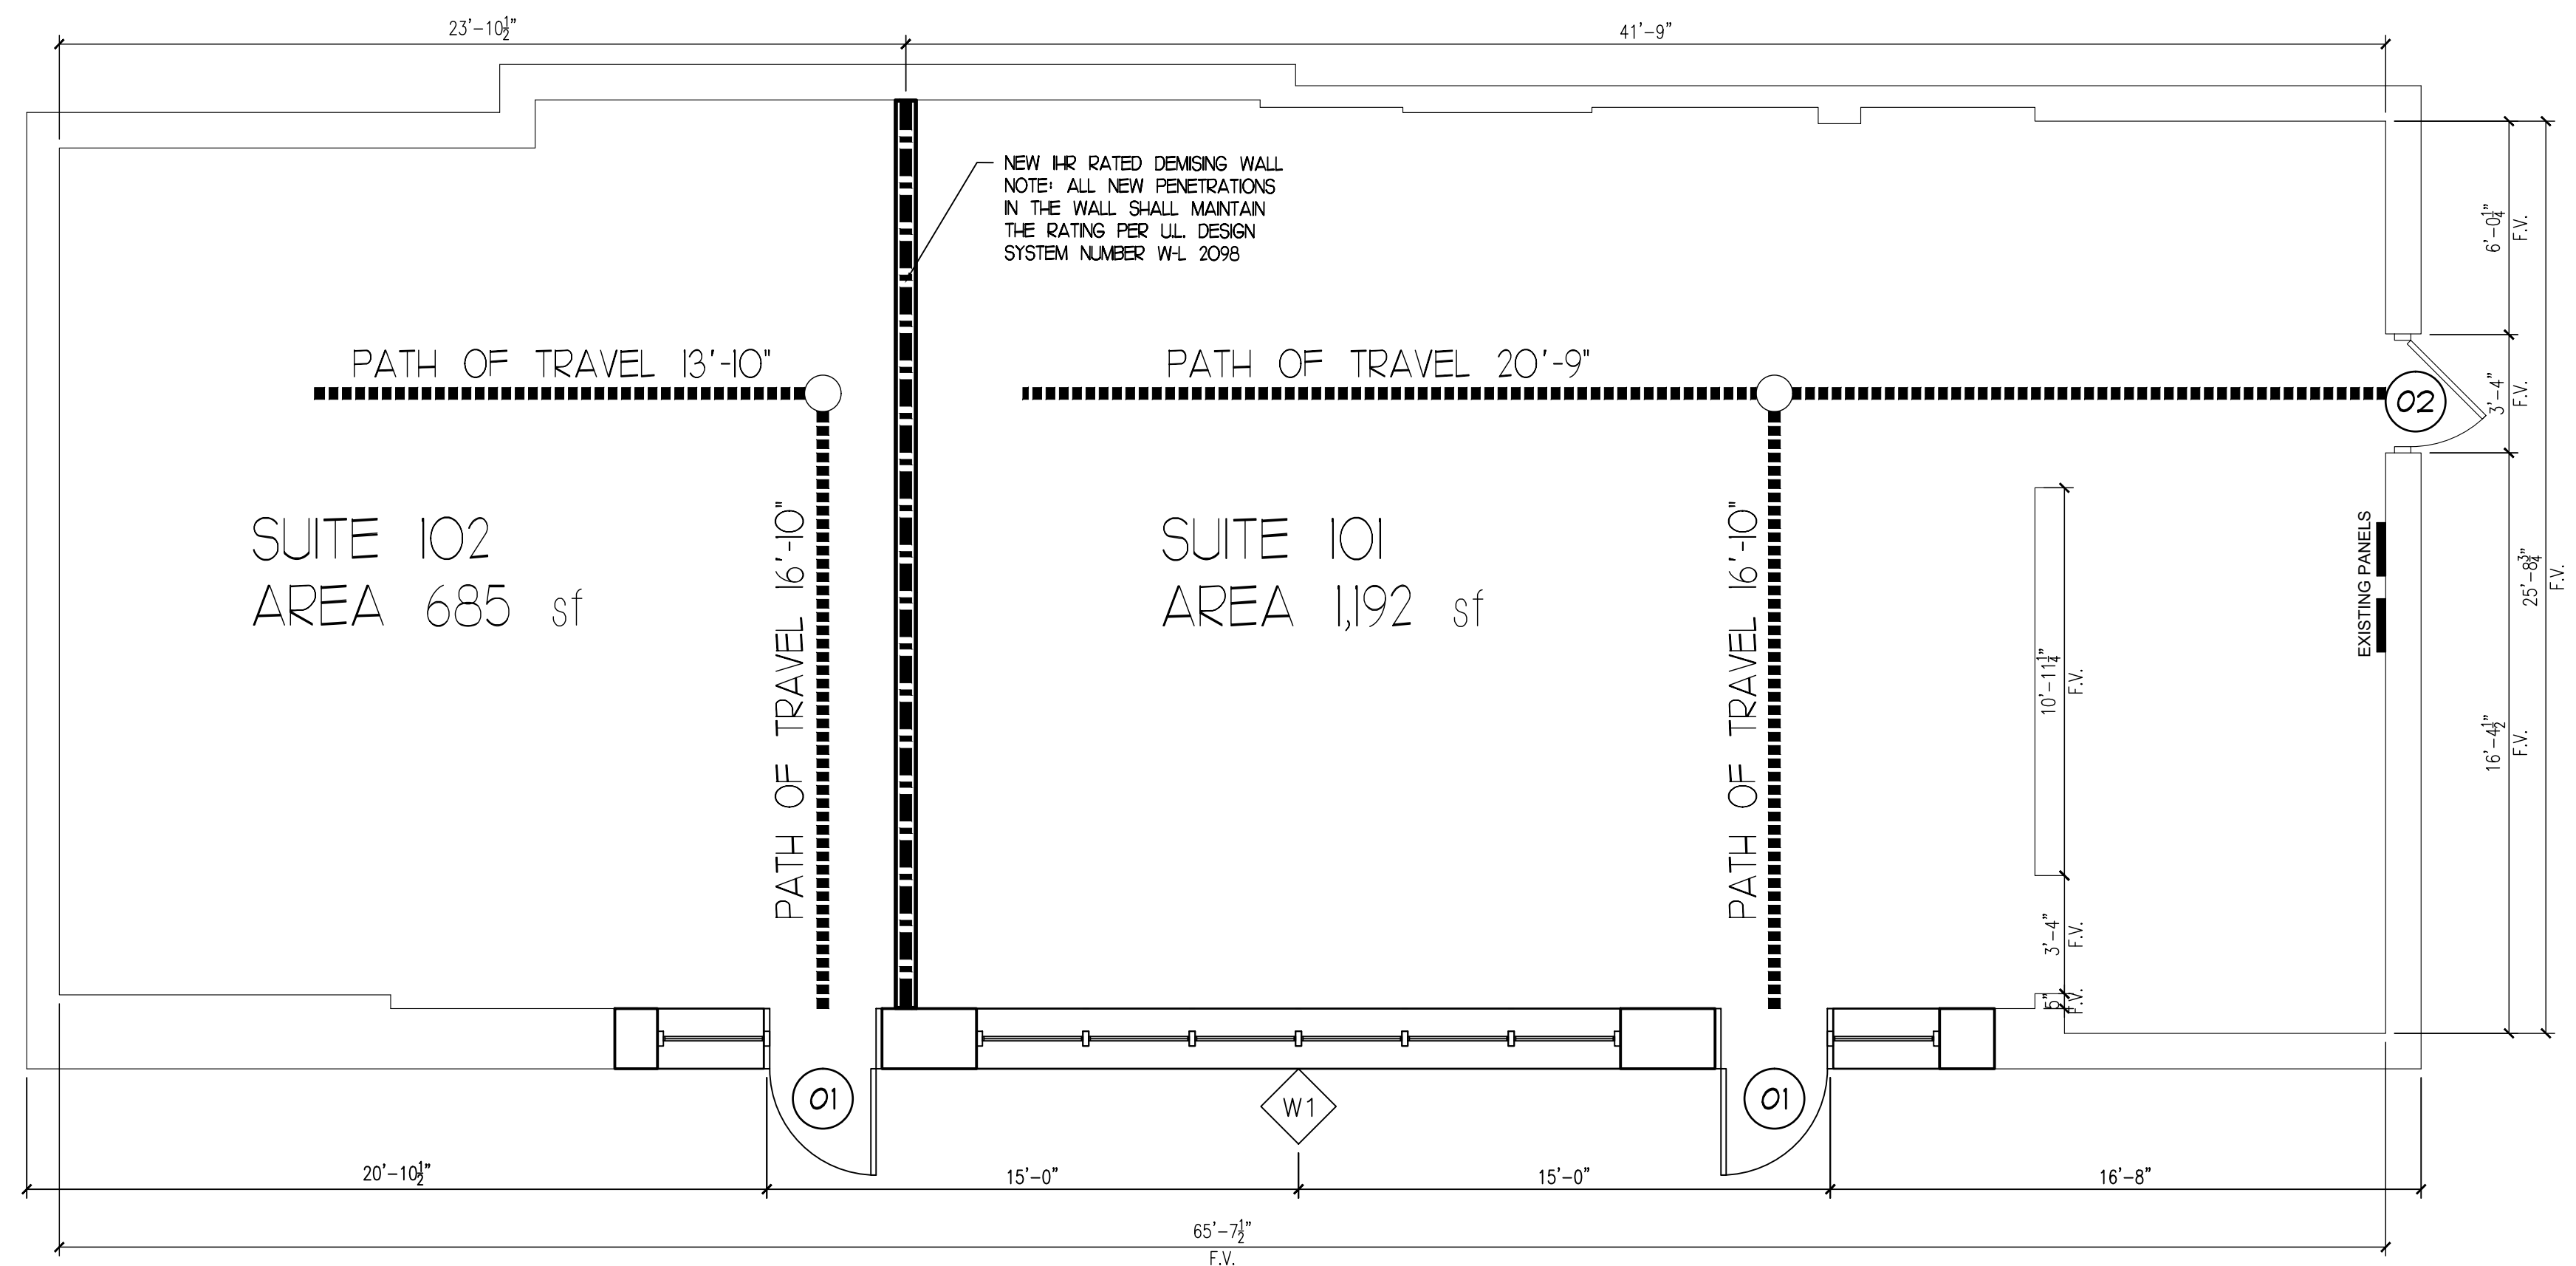 23'-10½"
41'-9"
NEW 1HR RATED DEMISING WALL
NOTE: ALL NEW PENETRATIONS
IN THE WALL SHALL MAINTAIN
THE RATING PER U.L. DESIGN
SYSTEM NUMBER W-L 2098
6'-0¼"
F.V.
PATH OF TRAVEL 13'-10"
PATH OF TRAVEL 20'-9"
02
3'-4"
F.V.
SUITE 102
AREA 685 sf
PATH OF TRAVEL 16'-10"
SUITE 101
AREA 1,192 sf
PATH OF TRAVEL 16'-10"
EXISTING PANELS
25'-8¾"
F.V.
10'-11¼"
F.V.
16'-4½"
F.V.
3'-4"
F.V.
5"
F.V.
01
W1
01
20'-10½"
15'-0"
15'-0"
16'-8"
65'-7½"
F.V.